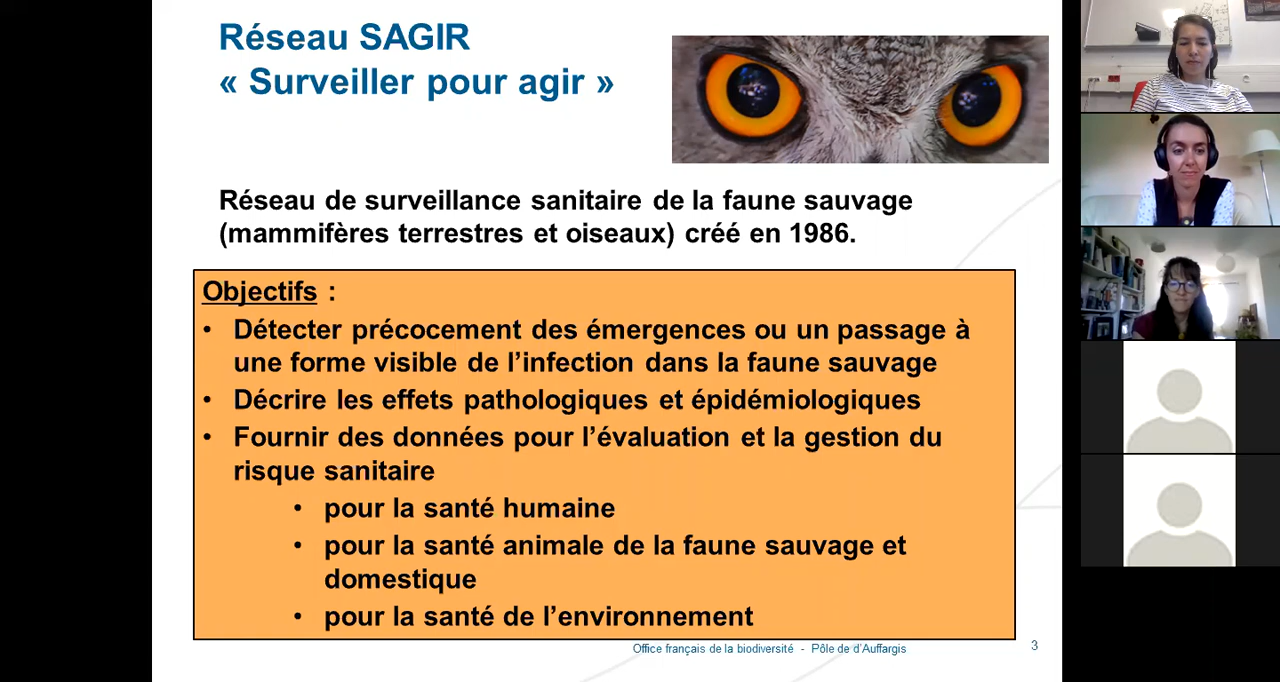 Réseau SAGIR
« Surveiller pour agir »
Réseau de surveillance sanitaire de la faune sauvage
(mammifères terrestres et oiseaux) créé en 1986.
Objectifs :
• Détecter précocement des émergences ou un passage à
une forme visible de l’infection dans la faune sauvage
• Décrire les effets pathologiques et épidémiologiques
• Fournir des données pour l’évaluation et la gestion du
risque sanitaire
• pour la santé humaine
• pour la santé animale de la faune sauvage et
domestique
• pour la santé de l’environnement
Office français de la biodiversité - Pôle de d’Auffargis
3